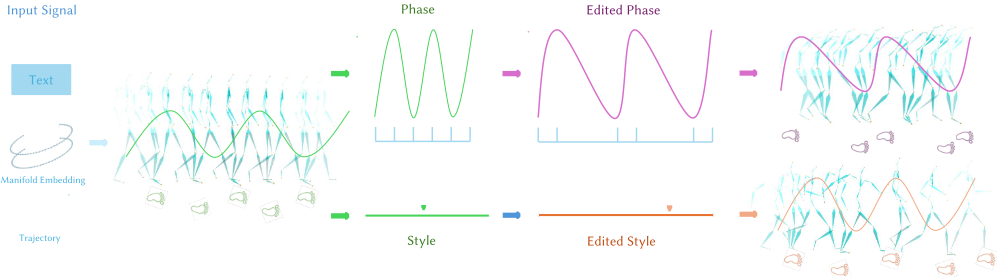 Input Signal
Phase
Edited Phase
Text
Manifold Embedding
Trajectory
Style
Edited Style